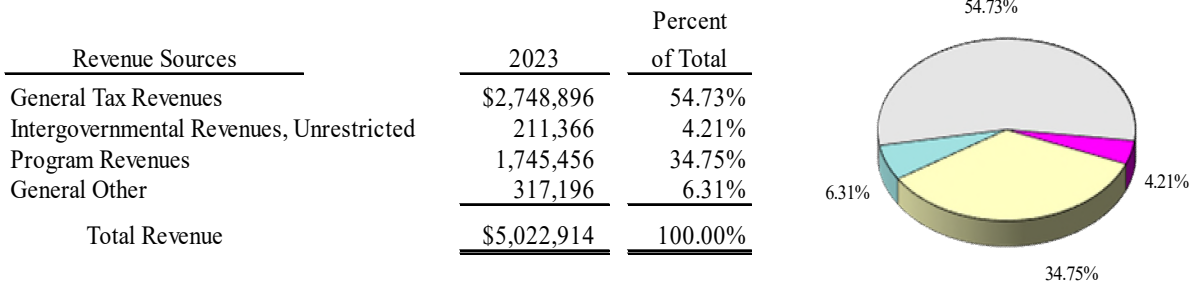 54.73%
Percent
Revenue Sources 2023 of Total
General Tax Revenues $2,748,896 54.73%
Intergovernmental Revenues, Unrestricted 211,366 4.21%
Program Revenues 1,745,456 34.75%
General Other 317,196 6.31%
6.31% 4.21%
Total Revenue $5,022,914 100.00%
34.75%